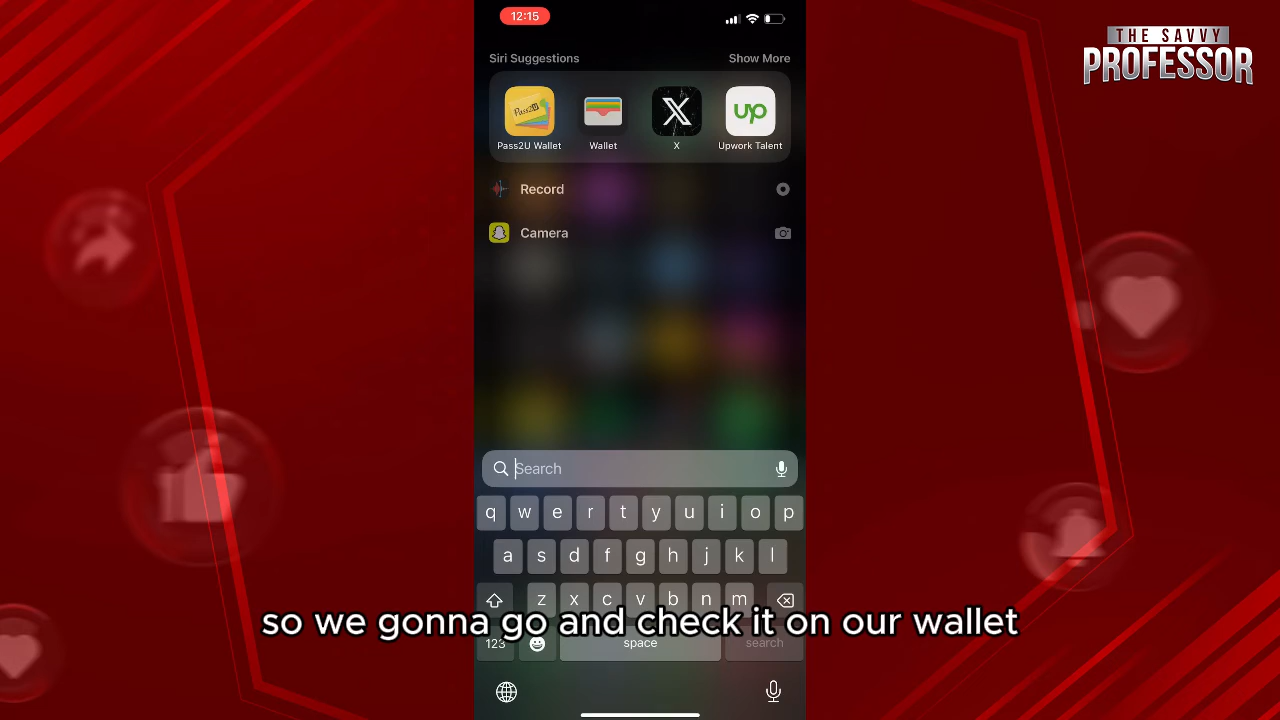 12:15
THE SAVVY
PROFESSOR
Siri Suggestions Show More
Pass2U
up
Pass2U Wallet Wallet X Upwork Talent
Record
Camera
Search
q w e r t y u i o p
a s d f g h j k l
z x c v b n m
so we gonna go and check it on our wallet
123 space search